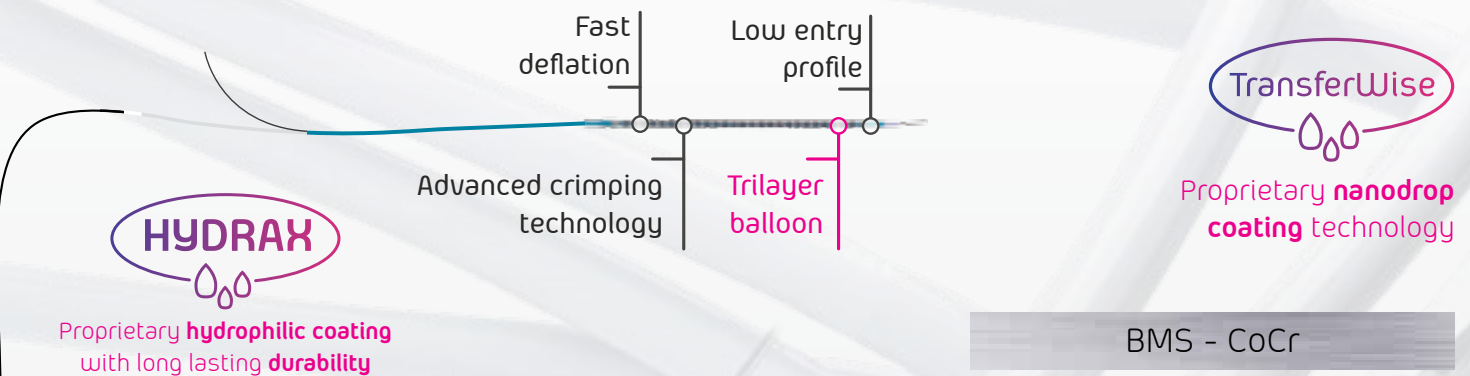 Fast
deflation
Low entry
profile
TransferWise
Advanced crimping
technology
Trilayer
balloon
Proprietary nanodrop
coating technology
HYDRAX
Proprietary hydrophilic coating
with long lasting durability
BMS - CoCr